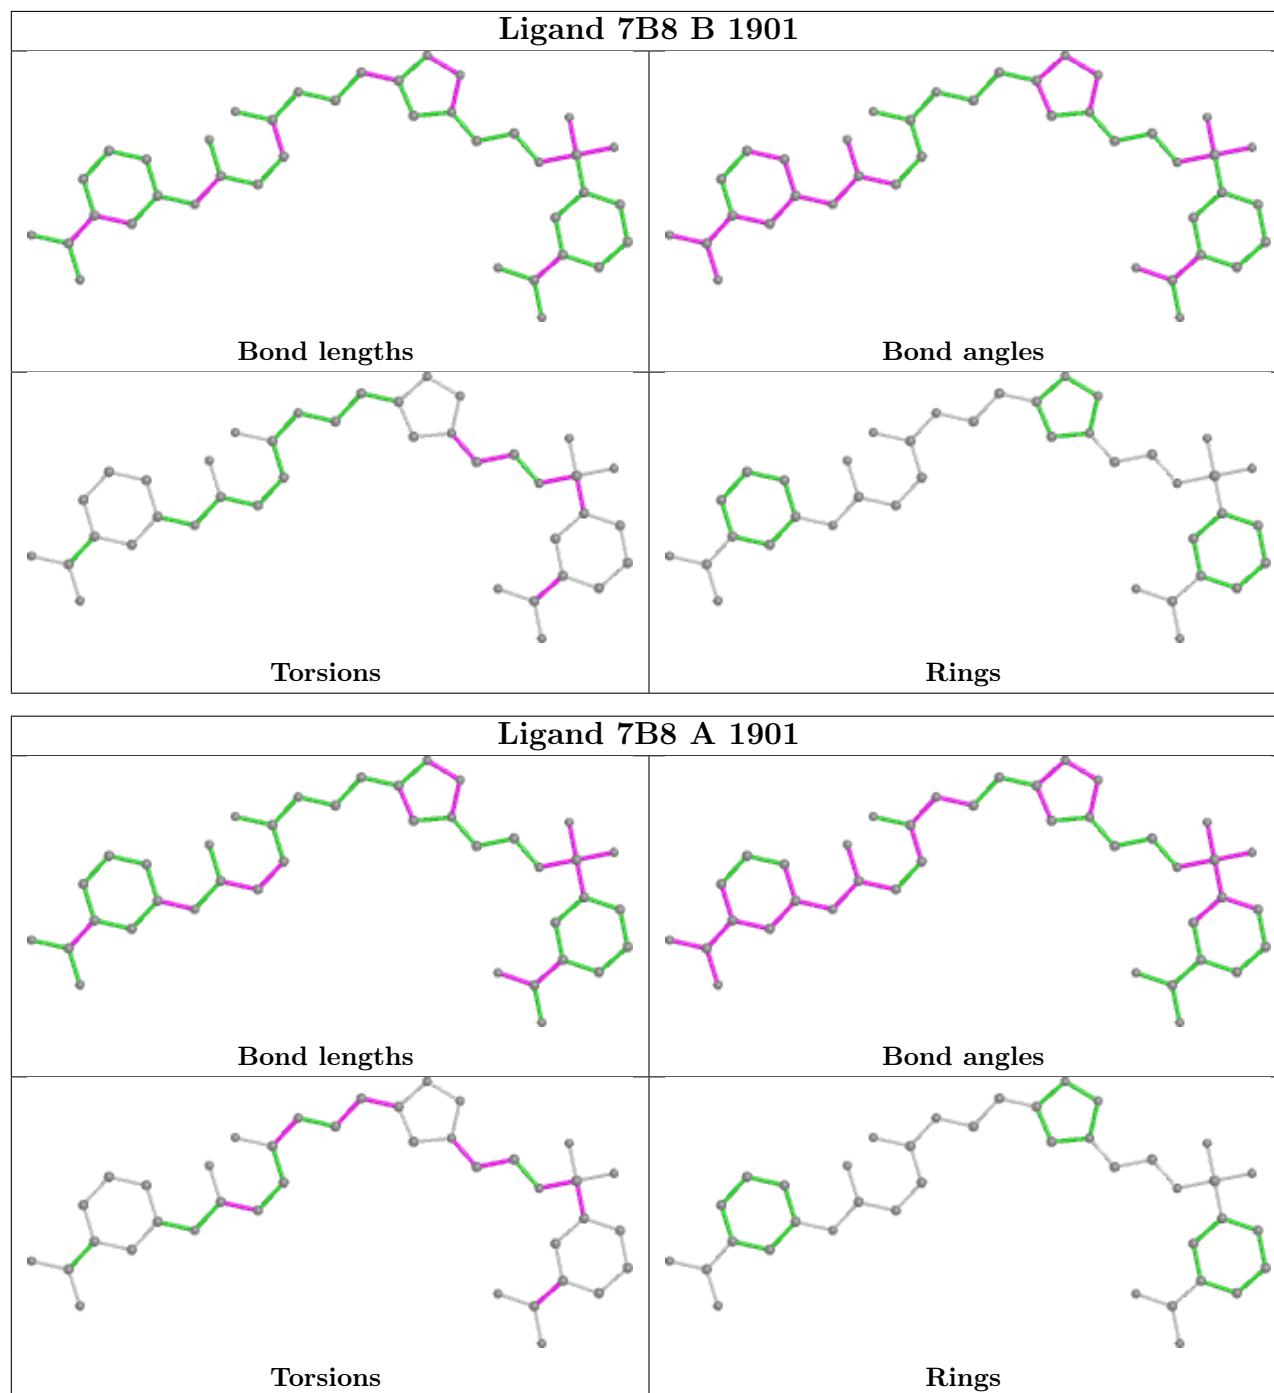 Ligand 7B8 B 1901
Bond lengths
Bond angles
Torsions
Rings
Ligand 7B8 A 1901
Bond lengths
Bond angles
Torsions
Rings